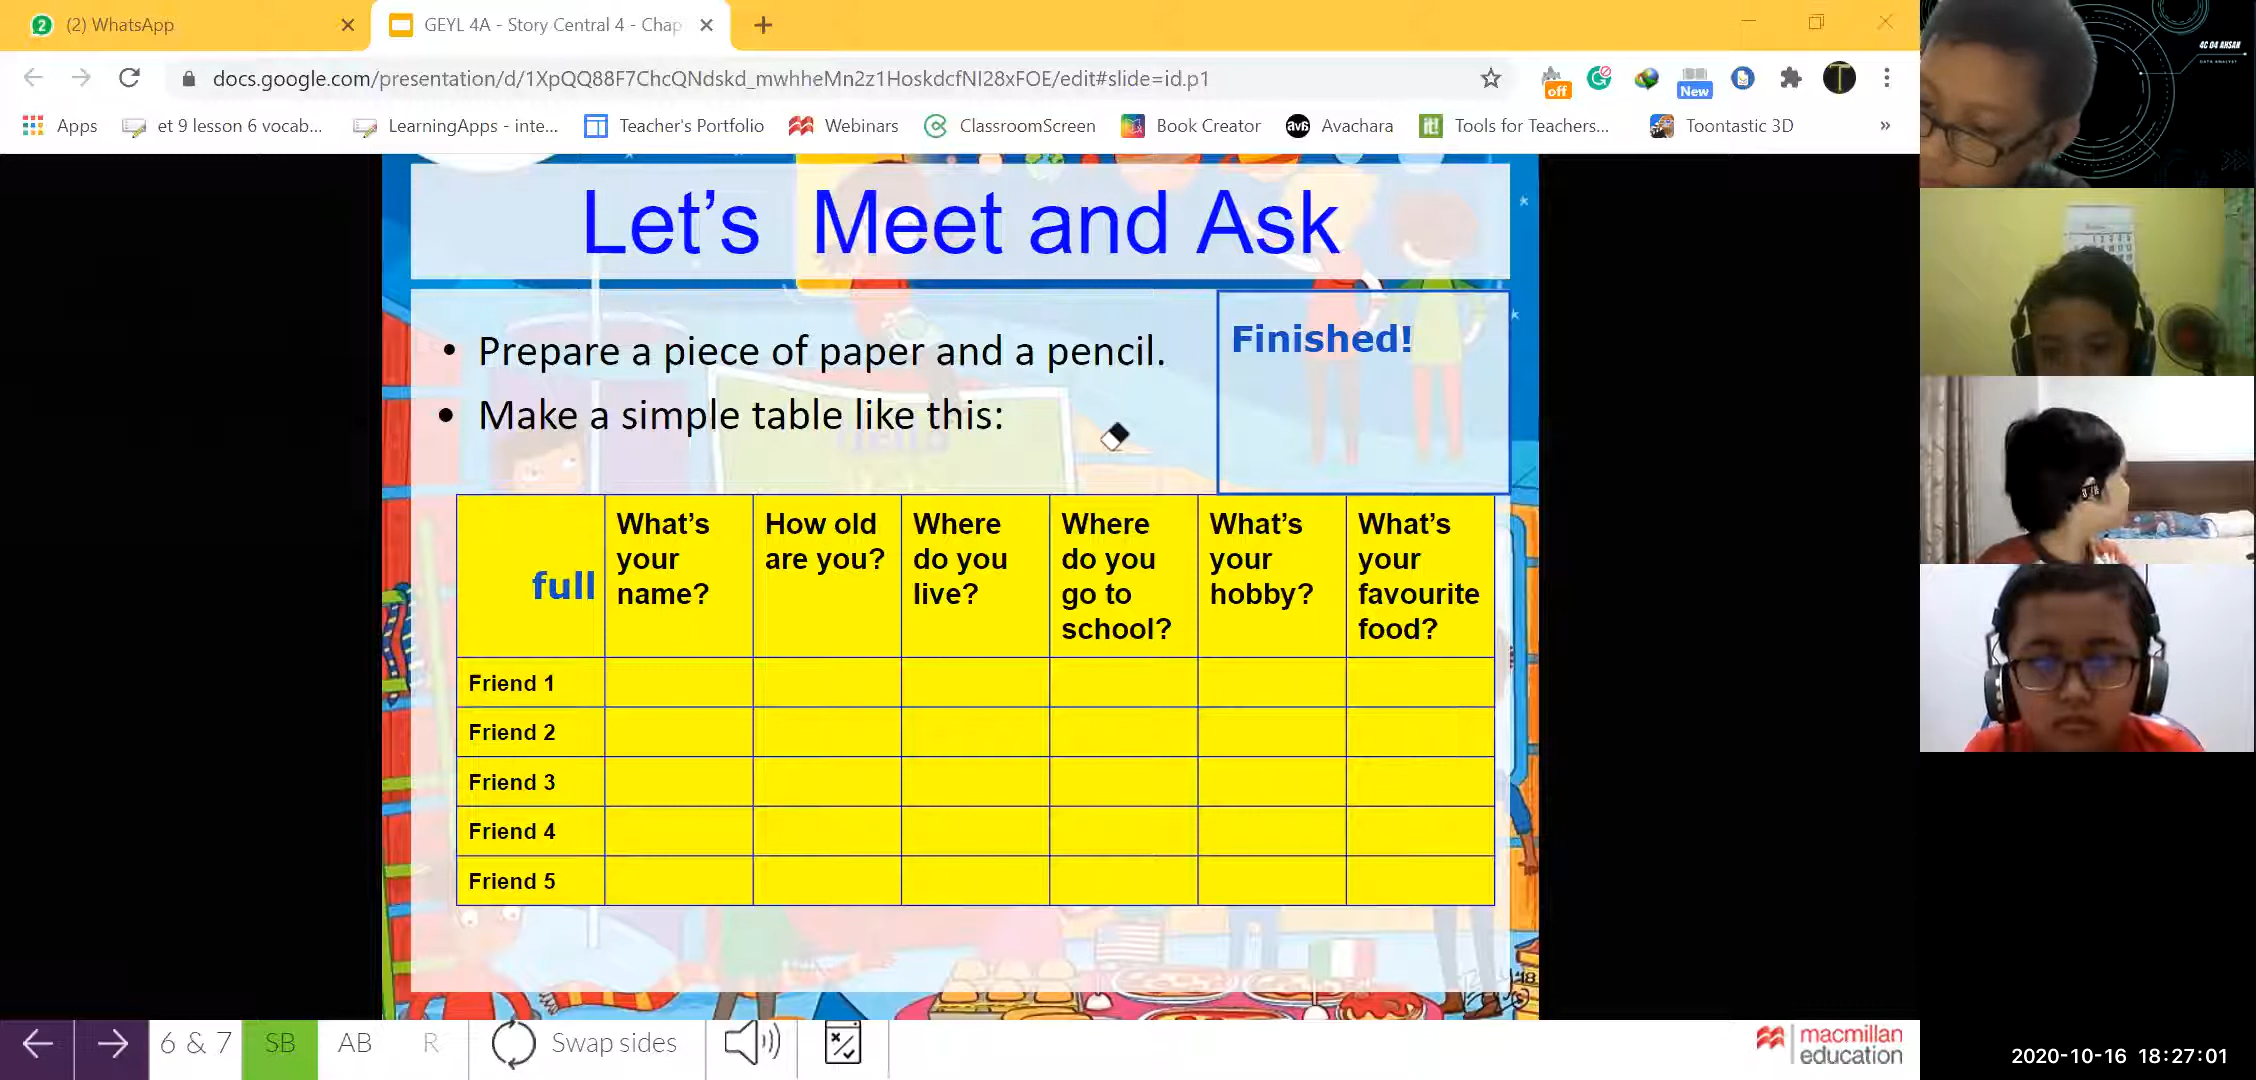 (2) WhatsApp
GEYL 4A - Story Central 4 - Chap
docs.google.com/presentation/d/1XpQQ88F7ChcQNdskd_mwhheMn2z1HoskdcfNI28xFOE/edit#slide=id.p1
off
New
T
Apps
et 9 lesson 6 vocab...
LearningApps - inte...
Teacher's Portfolio
Webinars
ClassroomScreen
Book Creator
Avachara
Tools for Teachers...
Toontastic 3D
»
4C 04 AHSAN
DATA ANALYST
Let's Meet and Ask
• Prepare a piece of paper and a pencil.
• Make a simple table like this:
Finished!
full
What's
your
name?
How old
are you?
Where
do you
live?
Where
do you
go to
school?
What's
your
hobby?
What's
your
favourite
food?
Friend 1
Friend 2
Friend 3
Friend 4
Friend 5
6 & 7
SB
AB
R
Swap sides
macmillan
education
2020-10-16 18:27:01